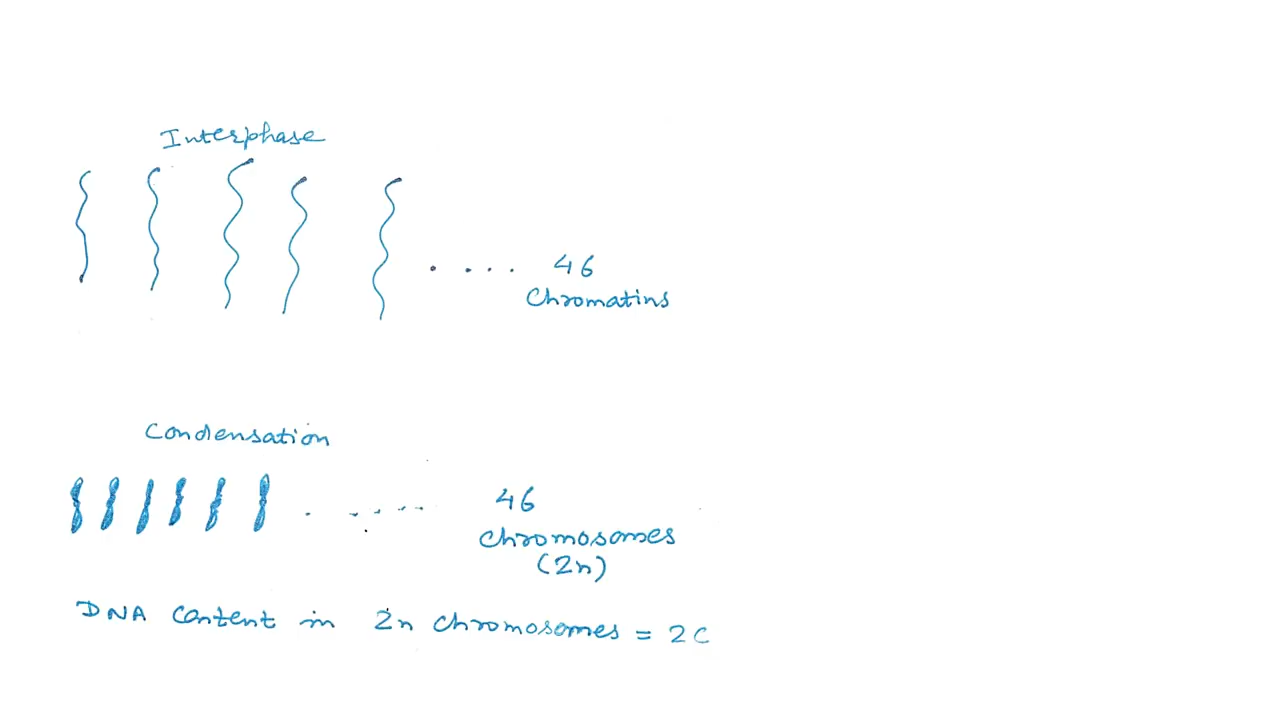 Interphase
46
Chromatins
Condensation
46
Chromosomes
(2n)
DNA content in 2n chromosomes = 2C